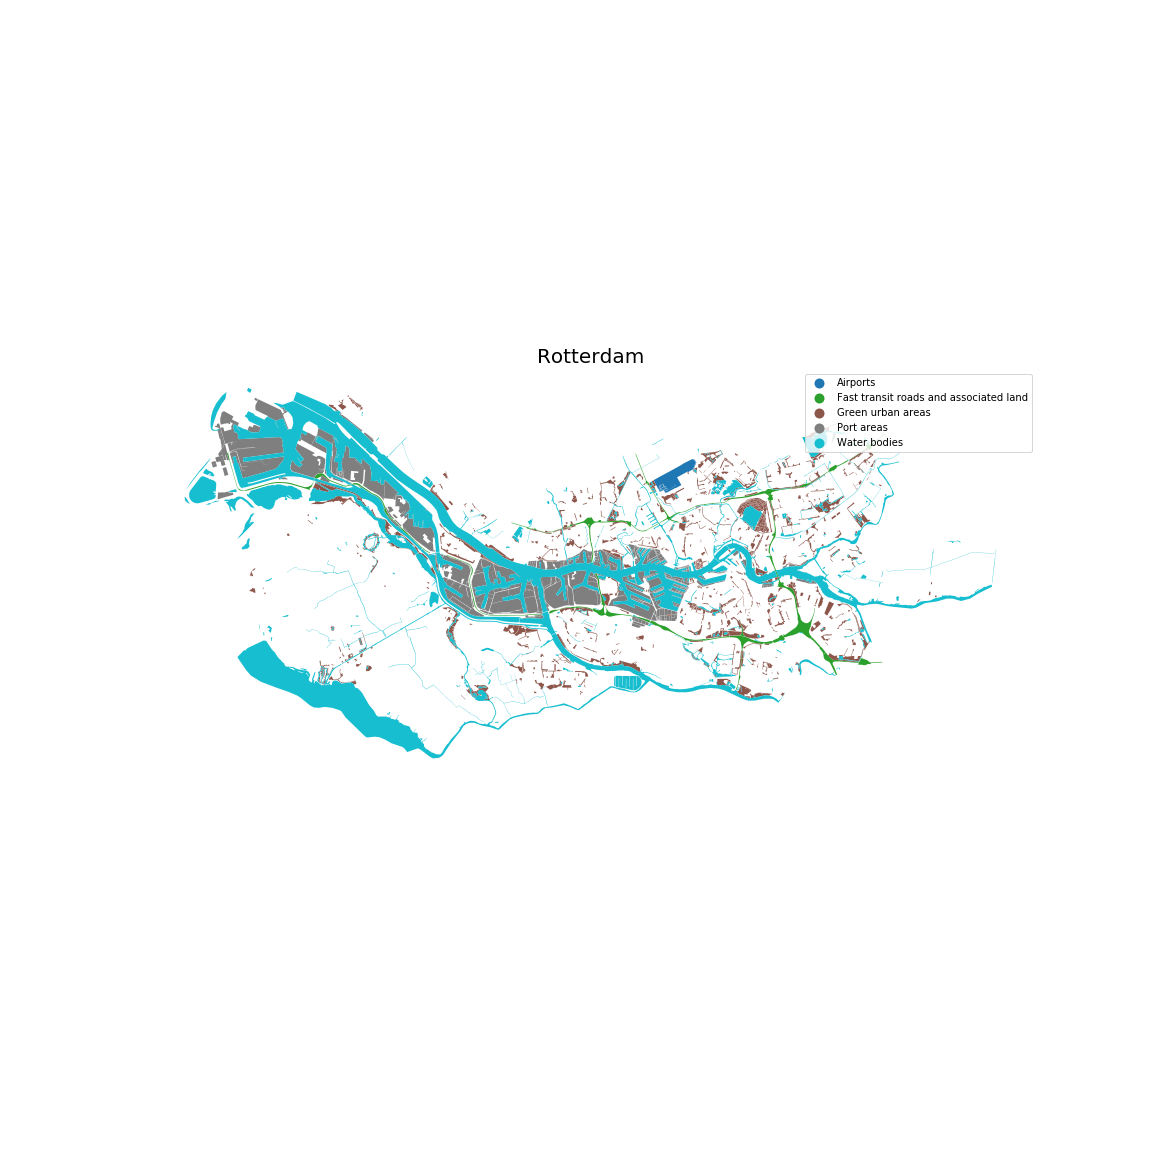 Rotterdam
Airports
Fast transit roads and associated land
Green urban areas
Port areas
Water bodies